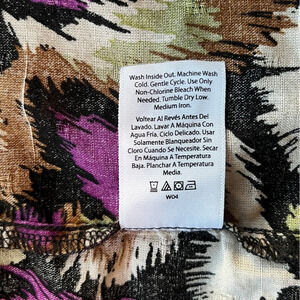 Wash Inside Out. Machine Wash
Cold. Gentle Cycle. Use Only
Non-Chlorine Bleach When
Needed. Tumble Dry Low.
Medium Iron.
Voltear Al Revés Antes Del
Lavado. Lavar A Máquina Con
Agua Fría. Ciclo Delicado. Usar
Solamente Blanqueador Sin
Cloro Cuando Se Necesite. Secar
En Máquina A Temperatura
Baja. Planchar A Temperatura
Media.
W04